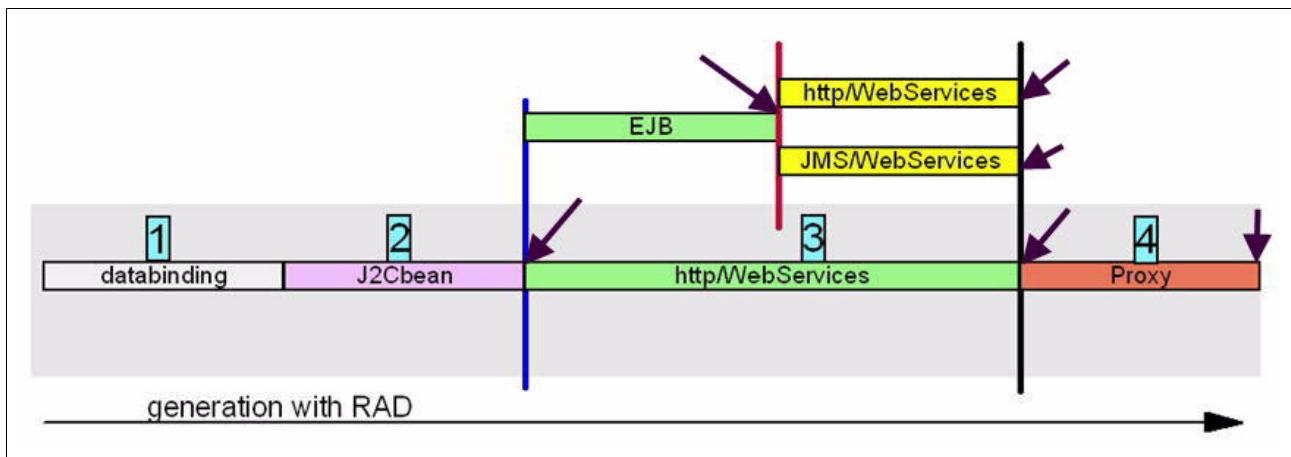 http/WebServices
EJB
JMS/WebServices
1
2
3
4
databinding
J2Cbean
http/WebServices
Proxy
generation with RAD